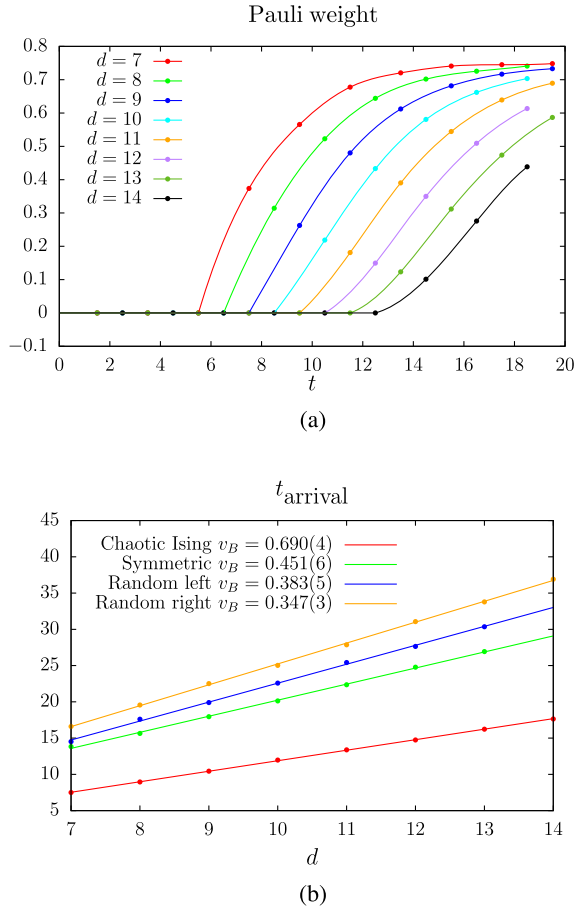 Pauli weight
0.8
0.7
0.6
0.5
0.4
0.3
0.2
0.1
0
−0.1
d = 7
d = 8
d = 9
d = 10
d = 11
d = 12
d = 13
d = 14
0 2 4 6 8 10 12 14 16 18 20
t
(a)
t_arrival
45
40
35
30
25
20
15
10
5
Chaotic Ising v_B = 0.690(4)
Symmetric v_B = 0.451(6)
Random left v_B = 0.383(5)
Random right v_B = 0.347(3)
7 8 9 10 11 12 13 14
d
(b)